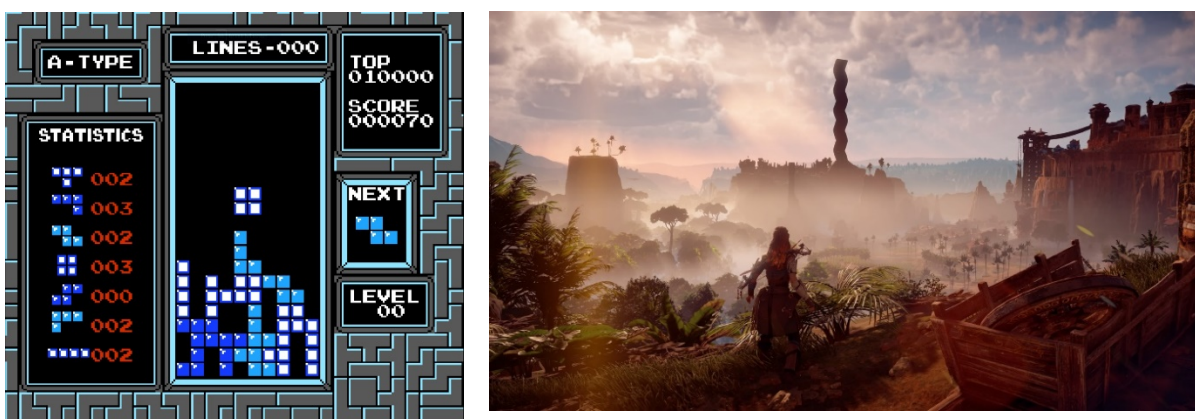 A-TYPE
LINES-000
TOP
010000
SCORE
000070
STATISTICS
002
003
002
003
000
002
002
NEXT
LEVEL
00